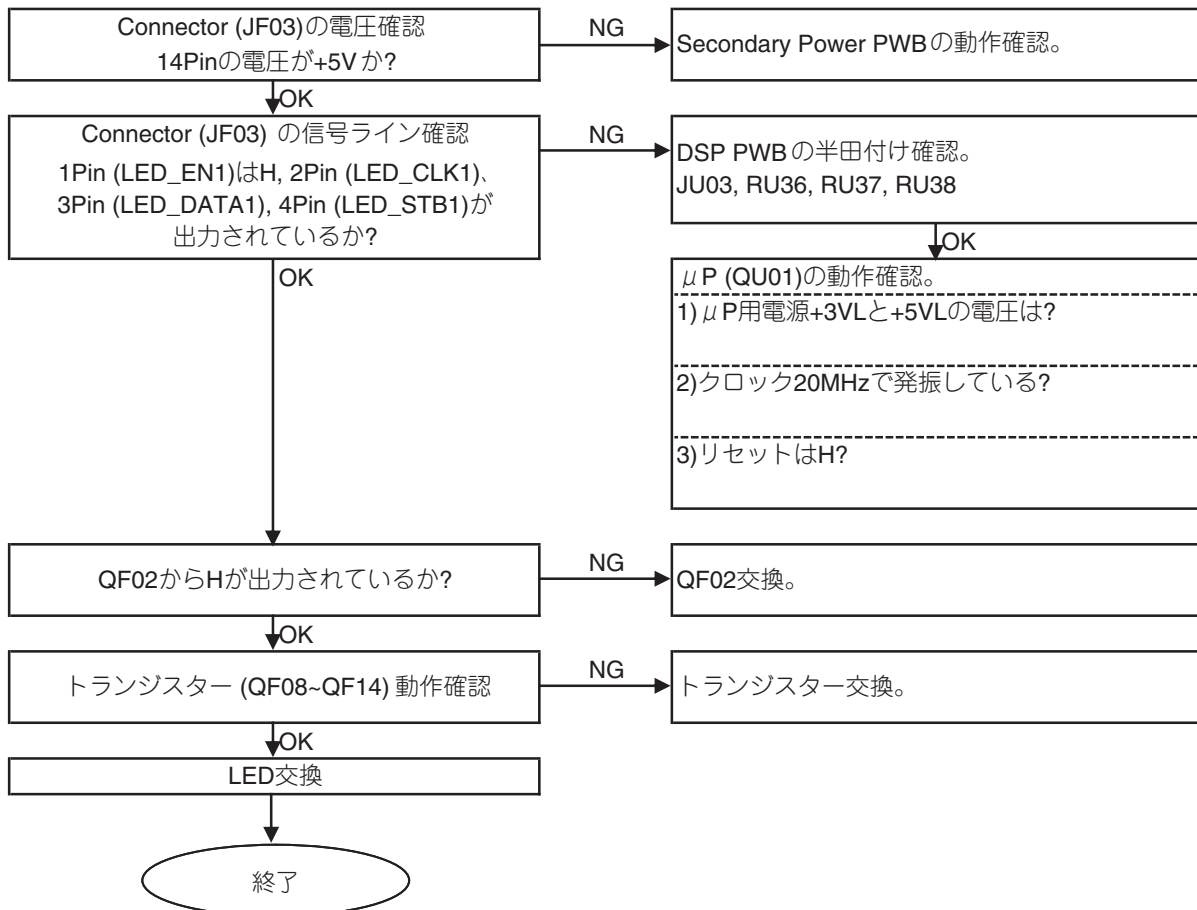 Connector (JF03)の電圧確認
14Pinの電圧が+5Vか?
NG
Secondary Power PWBの動作確認。
OK
Connector (JF03) の信号ライン確認
1Pin (LED_EN1)はH, 2Pin (LED_CLK1)、
3Pin (LED_DATA1), 4Pin (LED_STB1)が
出力されているか?
NG
DSP PWBの半田付け確認。
JU03, RU36, RU37, RU38
OK
OK
μP (QU01)の動作確認。
1)μP用電源+3VLと+5VLの電圧は?
2)クロック20MHzで発振している?
3)リセットはH?
QF02からHが出力されているか?
NG
QF02交換。
OK
トランジスター (QF08~QF14) 動作確認
NG
トランジスター交換。
OK
LED交換
終了